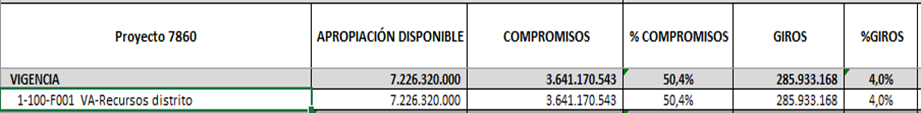 Proyecto 7860 APROPIACIÓN DISPONIBLE COMPROMISOS % COMPROMISOS GIROS %GIROS
VIGENCIA 7.226.320.000 3.641.170.543 50,4% 285.933.168 4,0%
1-100-F001 VA-Recursos distrito 7.226.320.000 3.641.170.543 50,4% 285.933.168 4,0%